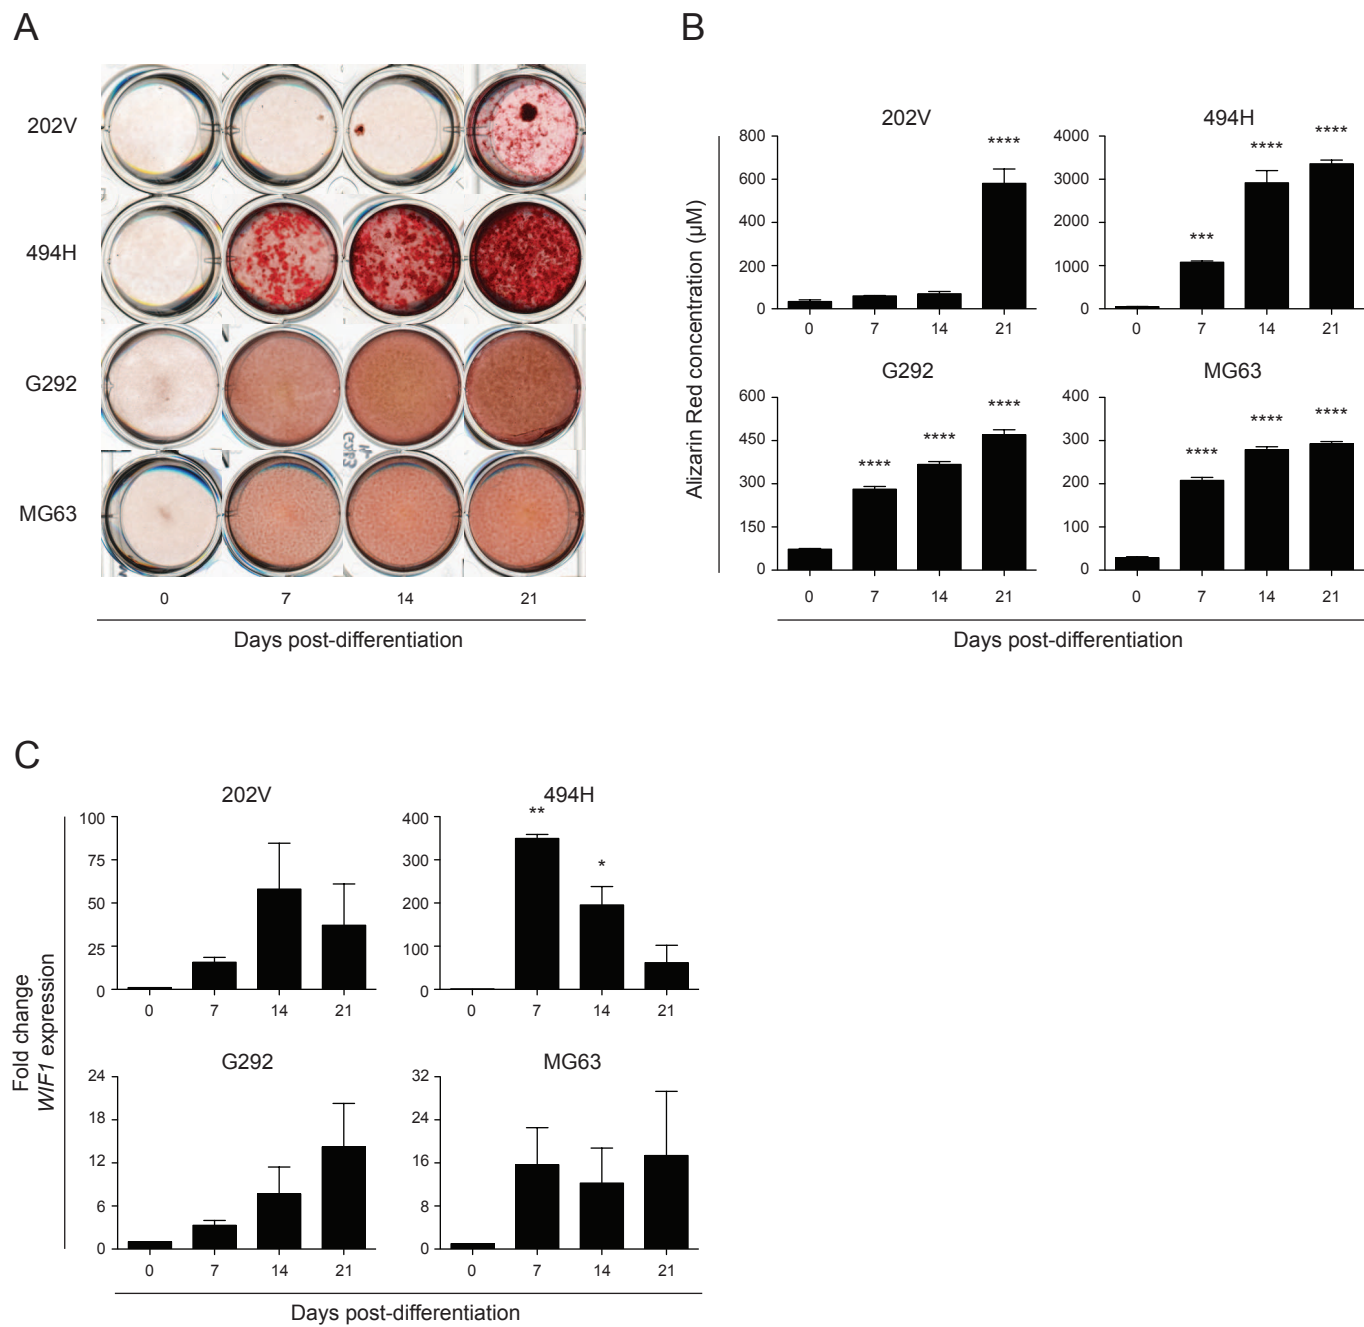 A
202V
494H
G292
MG63
0 7 14 21
Days post-differentiation
B
Alizarin Red concentration (µM)
202V
800
600
400
200
0
****
0 7 14 21
494H
4000
3000
2000
1000
0
***
****
****
0 7 14 21
G292
600
450
300
150
0
****
****
****
0 7 14 21
MG63
400
300
200
100
0
****
****
****
0 7 14 21
Days post-differentiation
C
Fold change
WIF1 expression
202V
100
75
50
25
0
0 7 14 21
494H
400
300
200
100
0
**
*
0 7 14 21
G292
24
18
12
6
0
0 7 14 21
MG63
32
24
16
8
0
0 7 14 21
Days post-differentiation